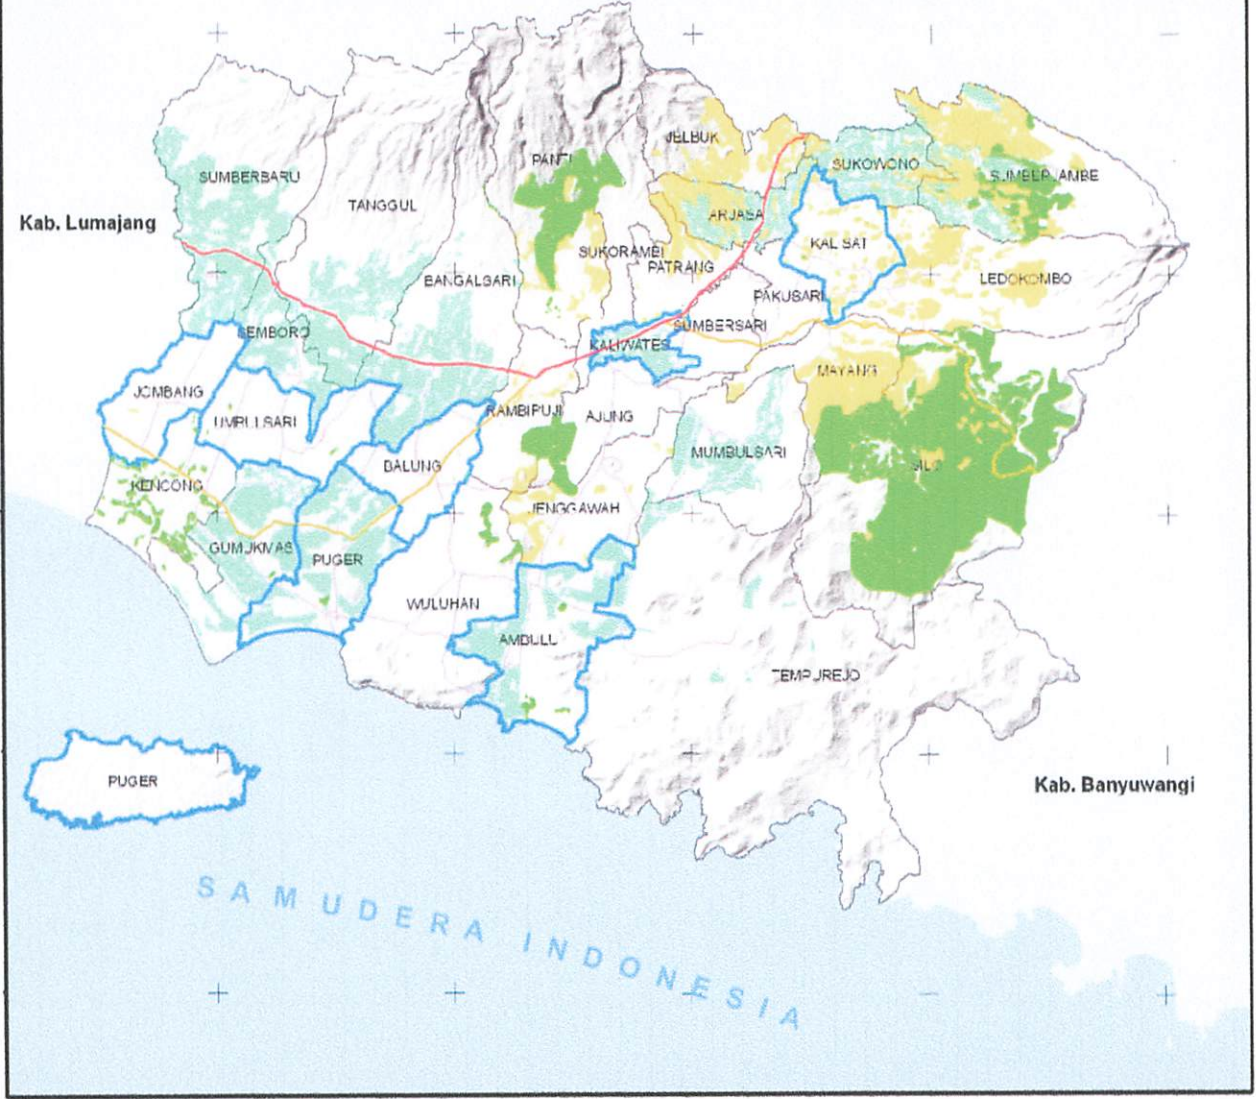 JELBUK
PANTI
SUKOWONO
SUMBERJAMBE
SUMBERBARU
TANGGUL
ARJASA
Kab. Lumajang
KALISAT
SUKORAMBI
PATRANG
BANGALSARI
LEDOKOMBO
PAKUSARI
SUMBERSARI
SEMBORO
KALIWATES
MAYANG
JOMBANG
RAMBIPUJI
AJUNG
UMBULSARI
MUMBULSARI
BALUNG
SILO
KENCONG
JENGGAWAH
GUMUKMAS
PUGER
WULUHAN
AMBULU
TEMPUREJO
PUGER
Kab. Banyuwangi
SAMUDERA INDONESIA